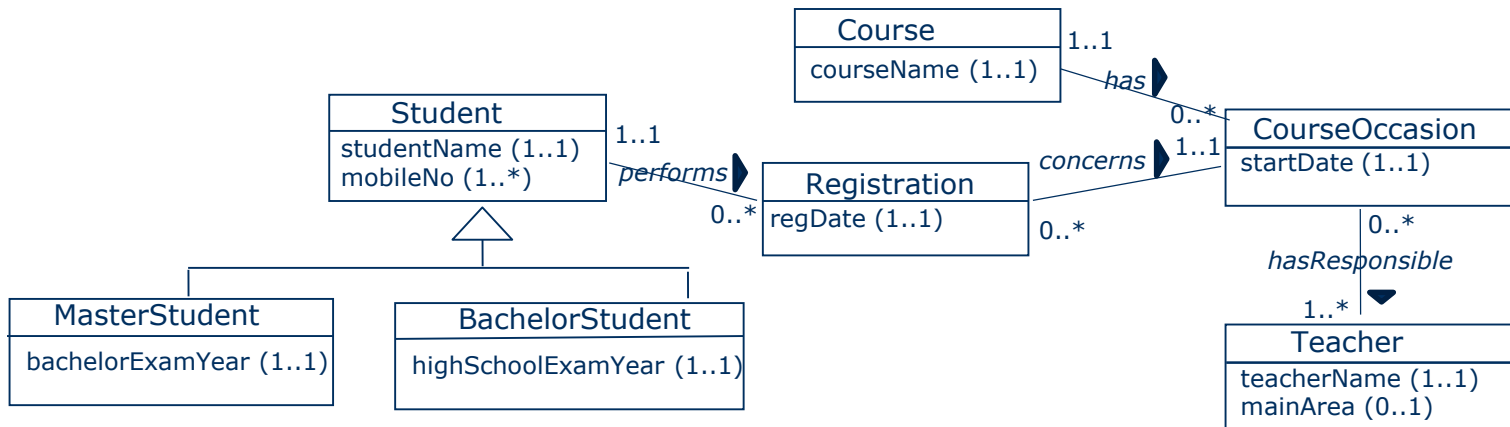 Course
1..1
courseName (1..1)
has
0..*
Student
studentName (1..1)
mobileNo (1..*)
1..1
performs
0..*
Registration
regDate (1..1)
concerns
1..1
0..*
CourseOccasion
startDate (1..1)
0..*
hasResponsible
1..*
MasterStudent
bachelorExamYear (1..1)
BachelorStudent
highSchoolExamYear (1..1)
Teacher
teacherName (1..1)
mainArea (0..1)